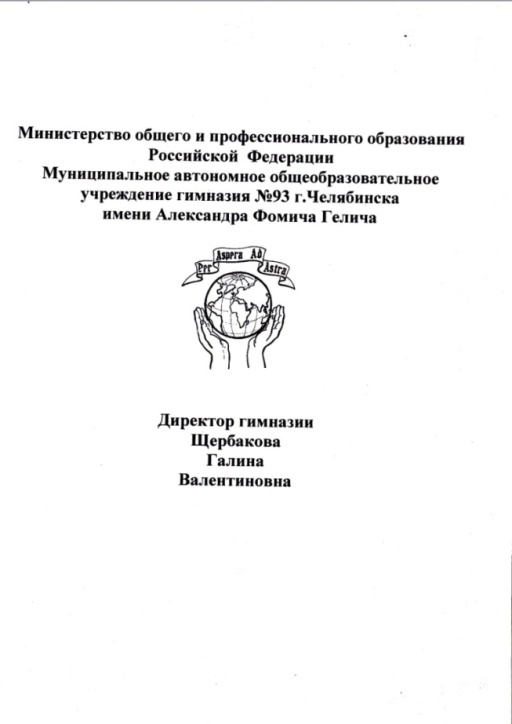 Министерство общего и профессионального образования
Российской Федерации
Муниципальное автономное общеобразовательное
учреждение гимназия №93 г.Челябинска
имени Александра Фомича Гелича
Per Aspera Ad Astra
Директор гимназии
Щербакова
Галина
Валентиновна